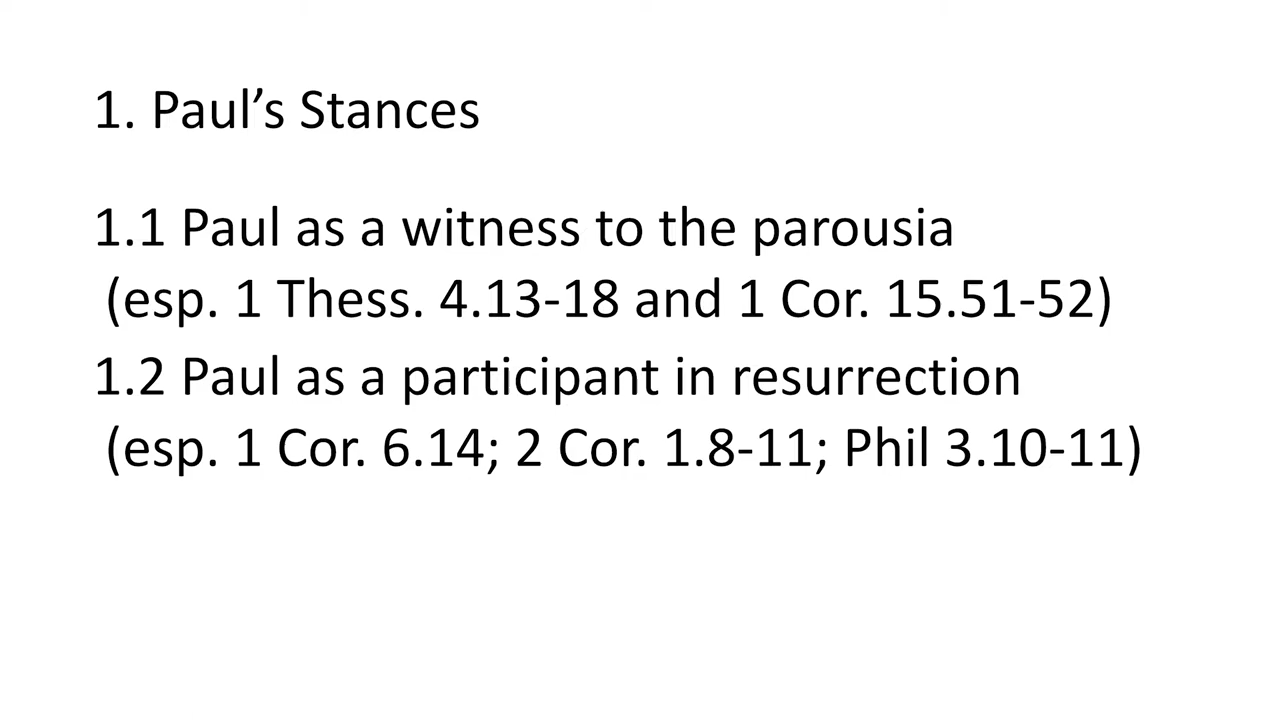 1. Paul’s Stances
1.1 Paul as a witness to the parousia
(esp. 1 Thess. 4.13-18 and 1 Cor. 15.51-52)
1.2 Paul as a participant in resurrection
(esp. 1 Cor. 6.14; 2 Cor. 1.8-11; Phil 3.10-11)